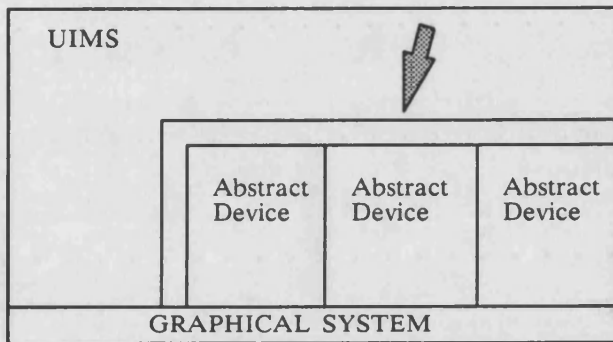 UIMS
Abstract
Device
Abstract
Device
Abstract
Device
GRAPHICAL SYSTEM